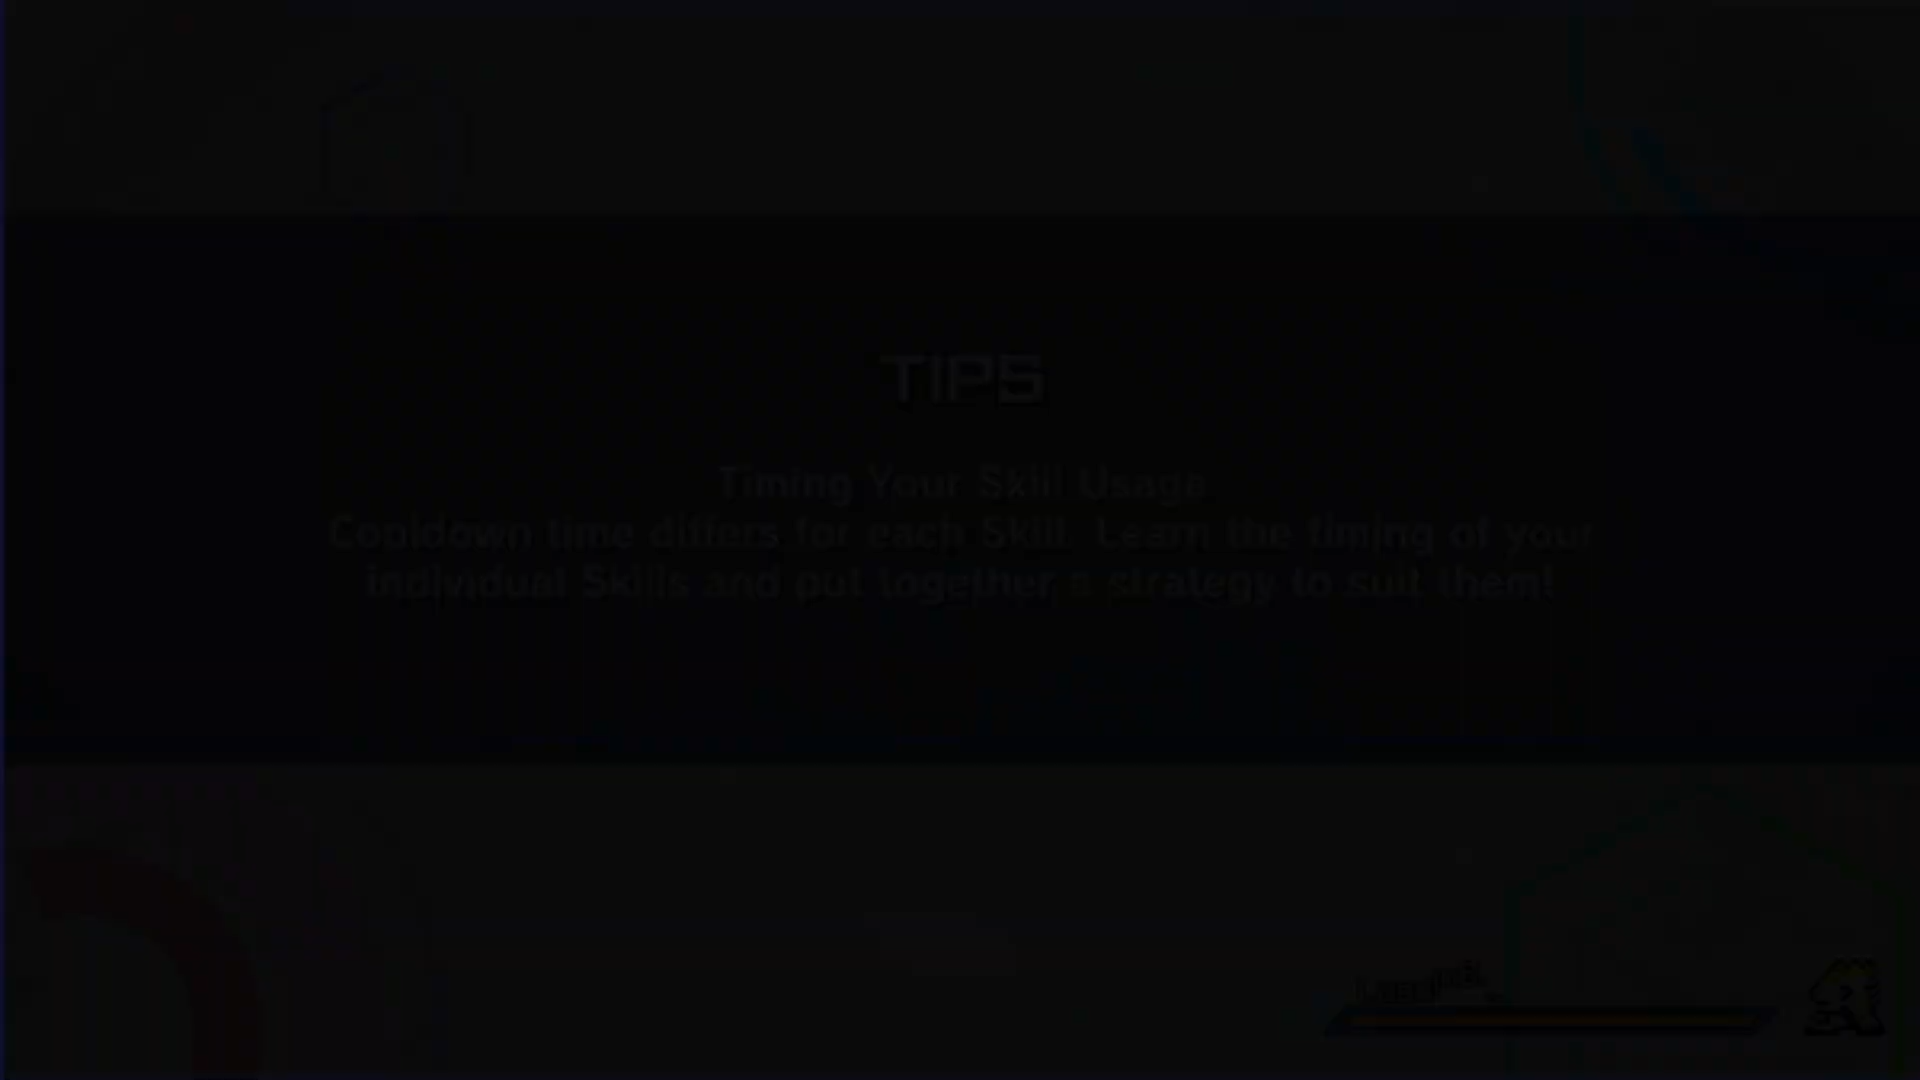 TIPS
Timing Your Skill Usage
Cooldown time differs for each Skill. Learn the timing of your
individual Skills and put together a strategy to suit them!